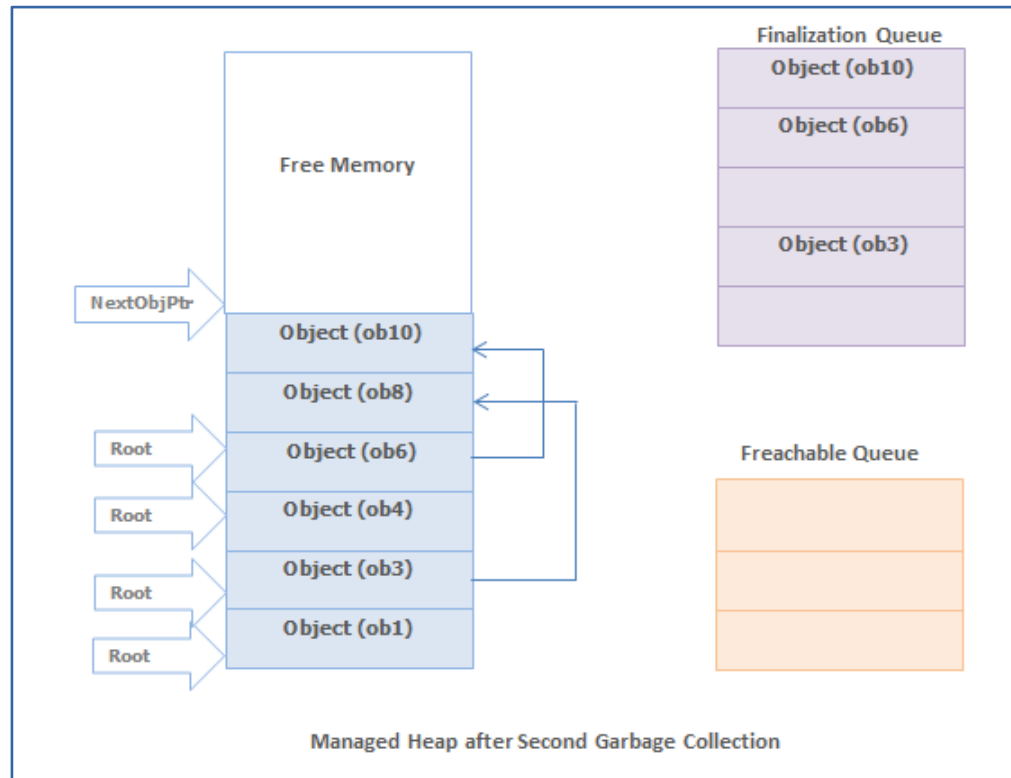 Finalization Queue
Object (ob10)
Object (ob6)
Object (ob3)
Free Memory
NextObjPtr
Object (ob10)
Object (ob8)
Root
Object (ob6)
Root
Object (ob4)
Root
Object (ob3)
Root
Object (ob1)
Freachable Queue
Managed Heap after Second Garbage Collection